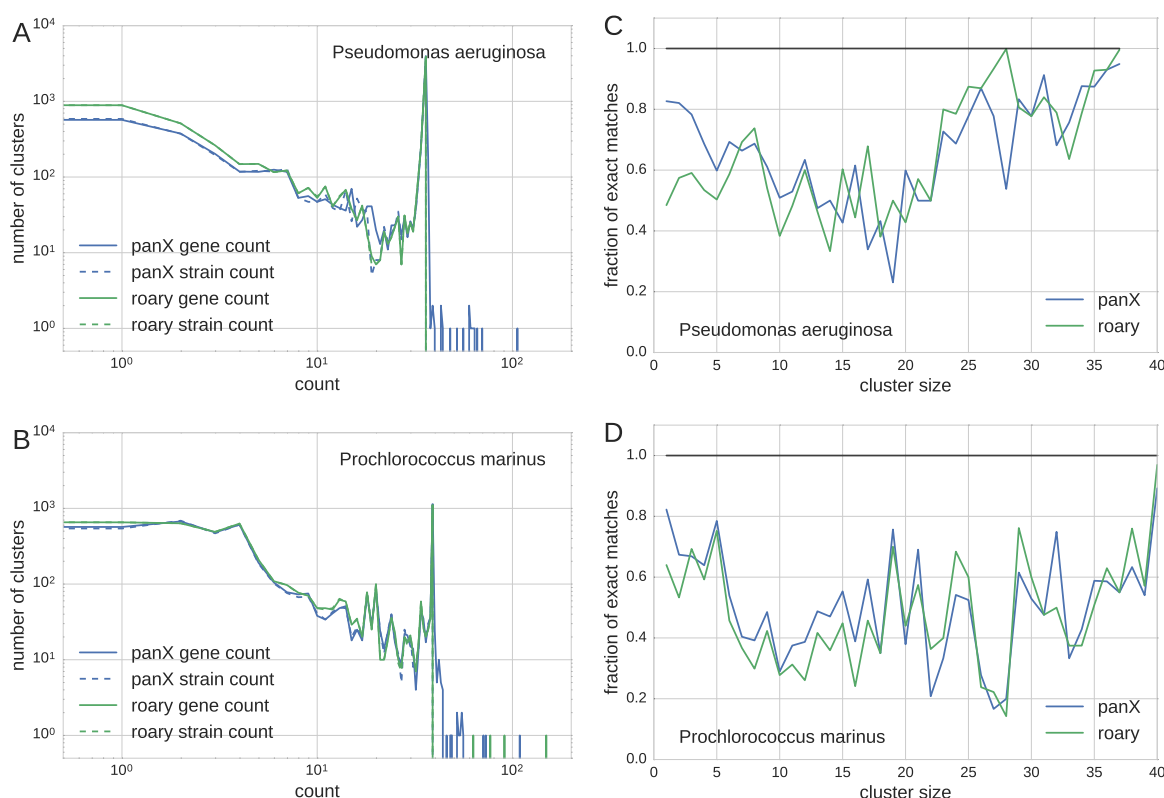 A
10⁴
Pseudomonas aeruginosa
10³
10²
10¹
10⁰
number of clusters
panX gene count
panX strain count
roary gene count
roary strain count
10⁰ 10¹ 10²
count
C
1.0
0.8
0.6
0.4
0.2
0.0
fraction of exact matches
panX
roary
Pseudomonas aeruginosa
0 5 10 15 20 25 30 35 40
cluster size
B
10⁴
Prochlorococcus marinus
10³
10²
10¹
10⁰
number of clusters
panX gene count
panX strain count
roary gene count
roary strain count
10⁰ 10¹ 10²
count
D
1.0
0.8
0.6
0.4
0.2
0.0
fraction of exact matches
panX
roary
Prochlorococcus marinus
0 5 10 15 20 25 30 35 40
cluster size